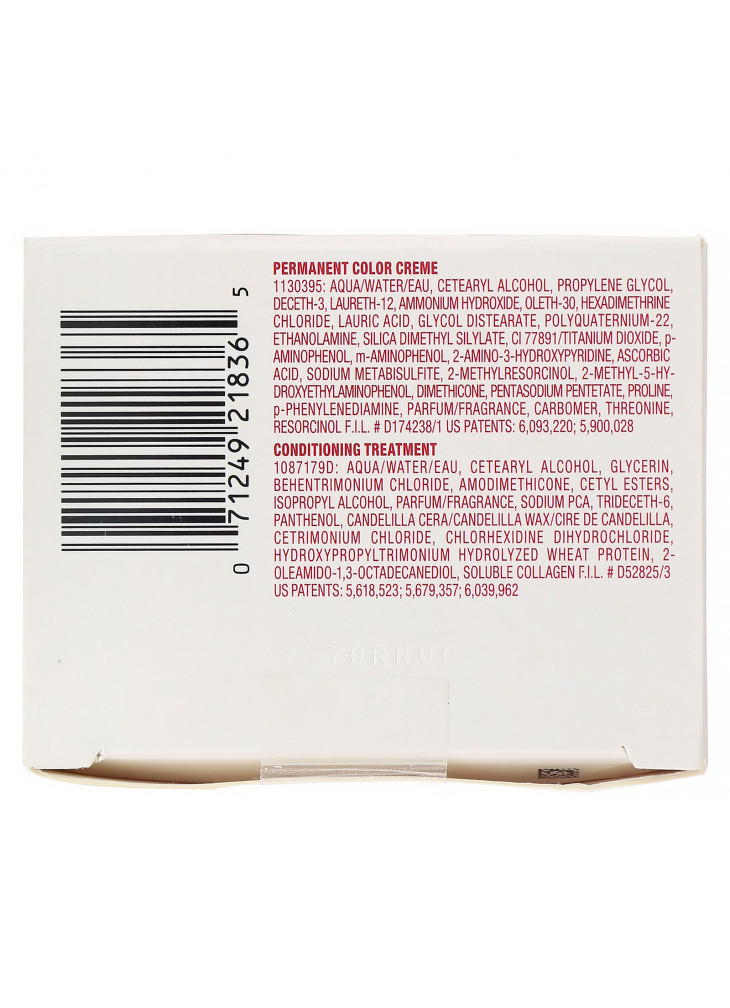 PERMANENT COLOR CREME
1130395: AQUA/WATER/EAU, CETEARYL ALCOHOL, PROPYLENE GLYCOL,
DECETH-3, LAURETH-12, AMMONIUM HYDROXIDE, OLETH-30, HEXADIMETHRINE
CHLORIDE, LAURIC ACID, GLYCOL DISTEARATE, POLYQUATERNIUM-22,
ETHANOLAMINE, SILICA DIMETHYL SILYLATE, CI 77891/TITANIUM DIOXIDE, p-
AMINOPHENOL, m-AMINOPHENOL, 2-AMINO-3-HYDROXYPYRIDINE, ASCORBIC
ACID, SODIUM METABISULFITE, 2-METHYLRESORCINOL, 2-METHYL-5-HY-
DROXYETHYLAMINOPHENOL, DIMETHICONE, PENTASODIUM PENTETATE, PROLINE,
p-PHENYLENEDIAMINE, PARFUM/FRAGRANCE, CARBOMER, THREONINE,
RESORCINOL F.I.L. # D174238/1 US PATENTS: 6,093,220; 5,900,028
CONDITIONING TREATMENT
1087179D: AQUA/WATER/EAU, CETEARYL ALCOHOL, GLYCERIN,
BEHENTRIMONIUM CHLORIDE, AMODIMETHICONE, CETYL ESTERS,
ISOPROPYL ALCOHOL, PARFUM/FRAGRANCE, SODIUM PCA, TRIDECETH-6,
PANTHENOL, CANDELILLA CERA/CANDELILLA WAX/CIRE DE CANDELILLA,
CETRIMONIUM CHLORIDE, CHLORHEXIDINE DIHYDROCHLORIDE,
HYDROXYPROPYLTRIMONIUM HYDROLYZED WHEAT PROTEIN, 2-
OLEAMIDO-1,3-OCTADECANEDIOL, SOLUBLE COLLAGEN F.I.L. # D52825/3
US PATENTS: 5,618,523; 5,679,357; 6,039,962
0 71249 21836 5